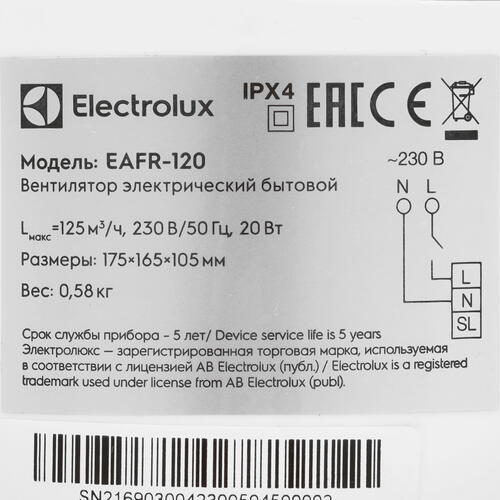 Electrolux
IPX4
EAC CE
Модель: EAFR-120
Вентилятор электрический бытовой
~230 В
N L
Lмакс=125 м³/ч, 230 В/50 Гц, 20 Вт
Размеры: 175×165×105 мм
Вес: 0,58 кг
L
N
SL
Срок службы прибора – 5 лет/ Device service life is 5 years
Электролюкс – зарегистрированная торговая марка, используемая
в соответствии с лицензией AB Electrolux (публ.) / Electrolux is a registered
trademark used under license from AB Electrolux (publ).